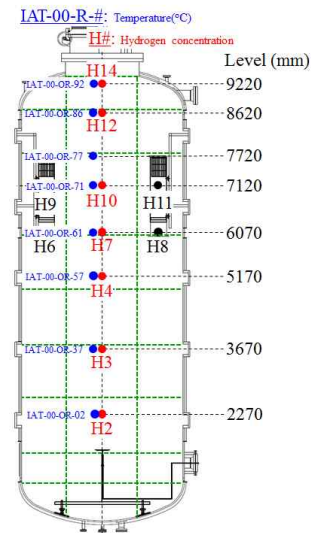 IAT-00-R-#: Temperature(°C)
H#: Hydrogen concentration
Level (mm)
H14
IAT-00-OR-92
9220
IAT-00-OR-86
8620
H12
IAT-00-OR-77
7720
IAT-00-OR-71
7120
H9
H10
H11
IAT-00-OR-61
6070
H6
H7
H8
IAT-00-OR-57
5170
H4
IAT-00-OR-37
3670
H3
IAT-00-OR-02
2270
H2